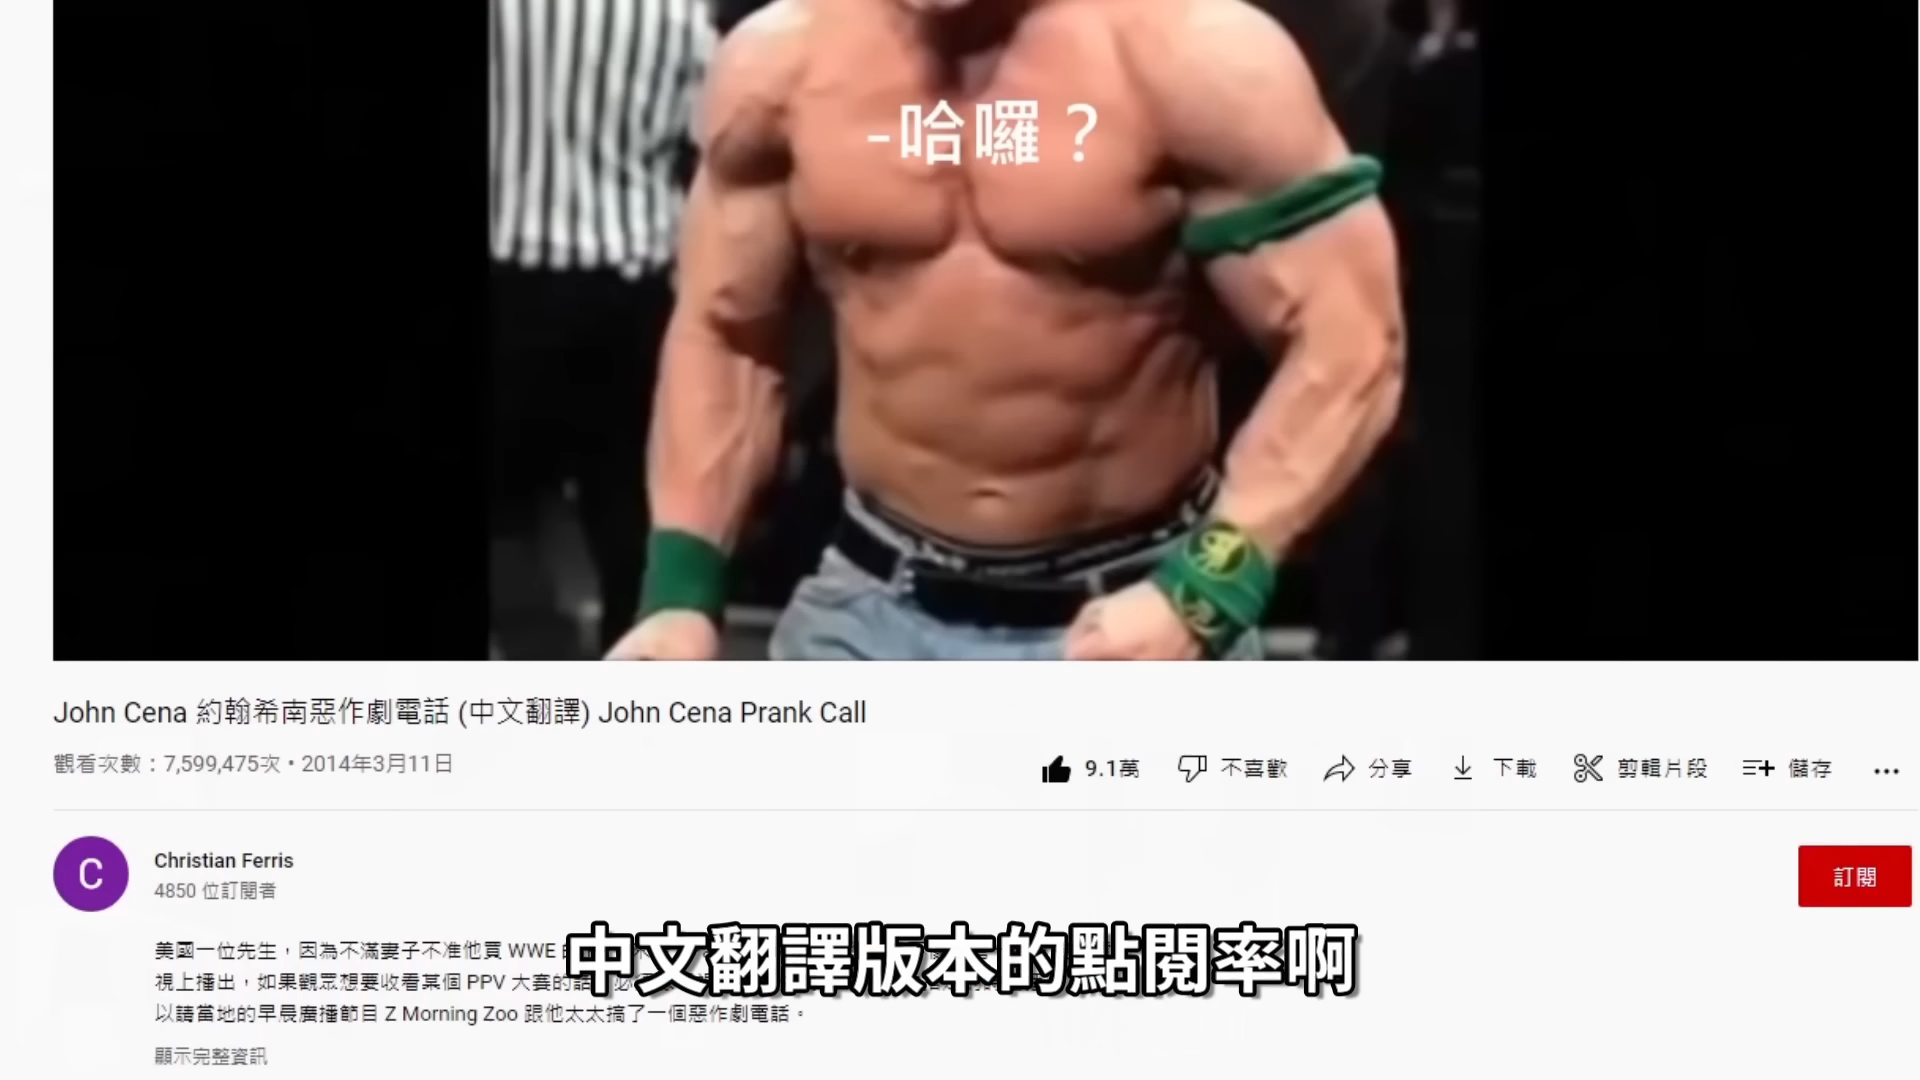 -哈囉？
John Cena 約翰希南惡作劇電話 (中文翻譯) John Cena Prank Call
觀看次數：7,599,475次 • 2014年3月11日
9.1萬 不喜歡 分享 下載 剪輯片段 儲存
C
Christian Ferris
4850 位訂閱者
訂閱
美國一位先生，因為不滿妻子不准他買 WWE
視上播出，如果觀眾想要收看某個 PPV 大賽的話
中文翻譯版本的點閱率啊
以請當地的早晨廣播節目 Z Morning Zoo 跟他太太搞了一個惡作劇電話。
顯示完整資訊